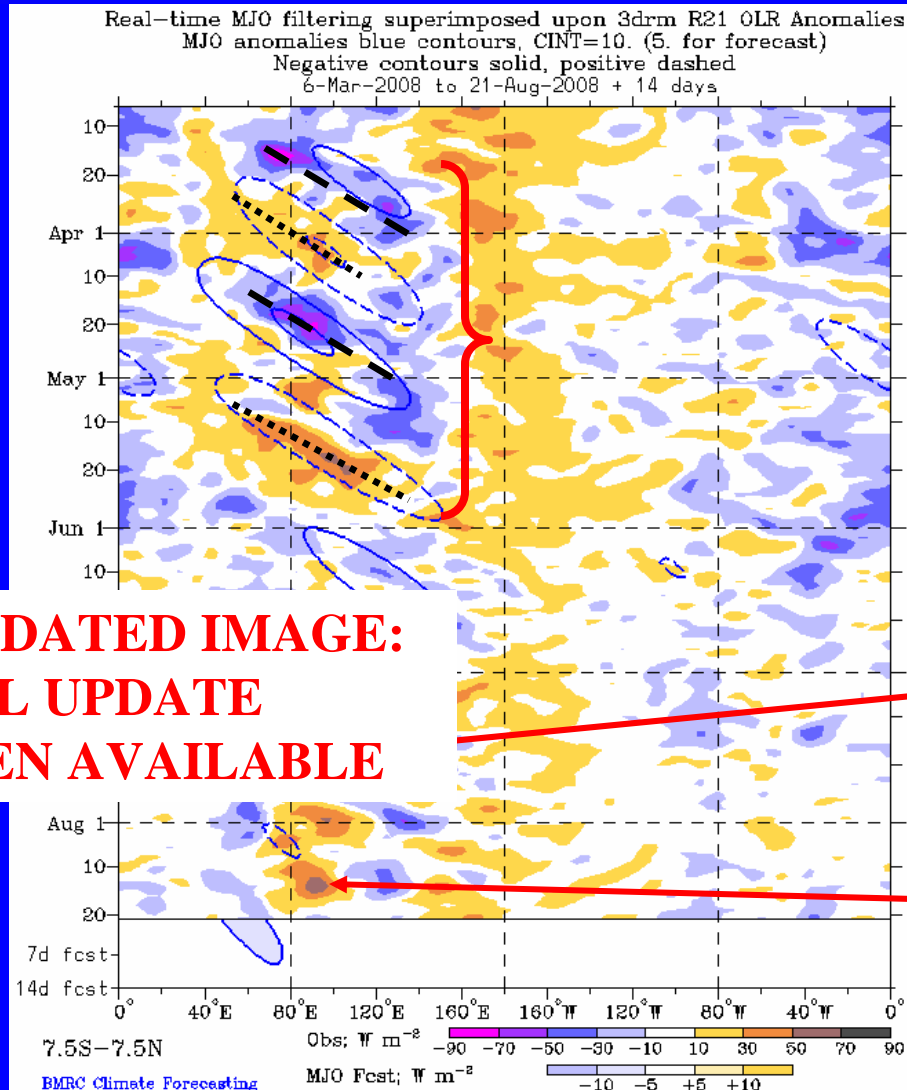 Real-time MJO filtering superimposed upon 3drm R21 OLR Anomalies
MJO anomalies blue contours, CINT=10. (5. for forecast)
Negative contours solid, positive dashed
6-Mar-2008 to 21-Aug-2008 + 14 days
10
20
Apr 1
10
20
May 1
10
20
Jun 1
10
DATED IMAGE:
L UPDATE
EN AVAILABLE
Aug 1
10
20
7d fcst
14d fcst
0° 40°E 80°E 120°E 160°E 160°W 120°W 80°W 40°W 0°
7.5S-7.5N
Obs; W m-2
-90 -70 -50 -30 -10 10 30 50 70 90
BMRC Climate Forecasting
MJO Fcst; W m-2
-10 -5 +5 +10